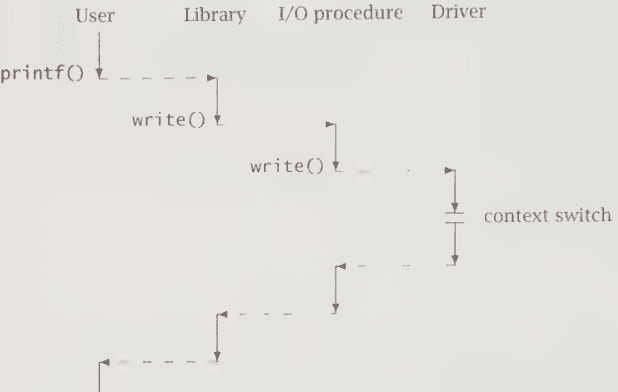 User Library I/O procedure Driver
printf()
write()
write()
context switch